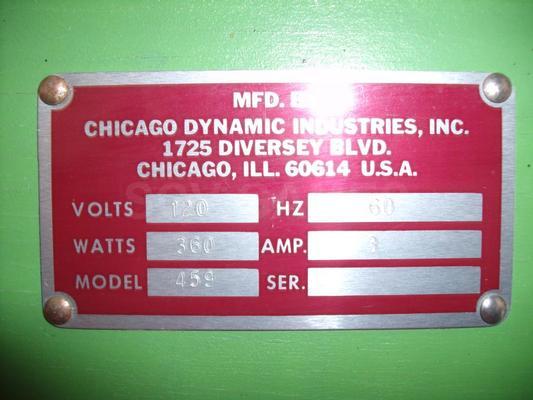 MFD. BY
CHICAGO DYNAMIC INDUSTRIES, INC.
1725 DIVERSEY BLVD.
CHICAGO, ILL. 60614 U.S.A.
VOLTS 120 HZ 60
WATTS 360 AMP. 3
MODEL 459 SER.